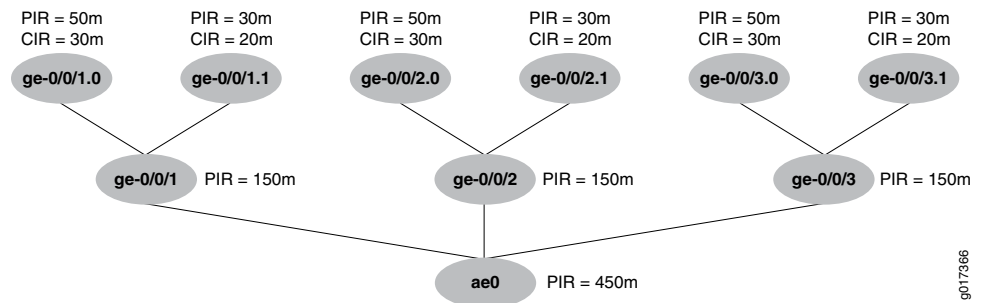 PIR = 50m PIR = 30m PIR = 50m PIR = 30m PIR = 50m PIR = 30m
CIR = 30m CIR = 20m CIR = 30m CIR = 20m CIR = 30m CIR = 20m
ge-0/0/1.0 ge-0/0/1.1 ge-0/0/2.0 ge-0/0/2.1 ge-0/0/3.0 ge-0/0/3.1
ge-0/0/1 PIR = 150m ge-0/0/2 PIR = 150m ge-0/0/3 PIR = 150m
ae0 PIR = 450m
g017366